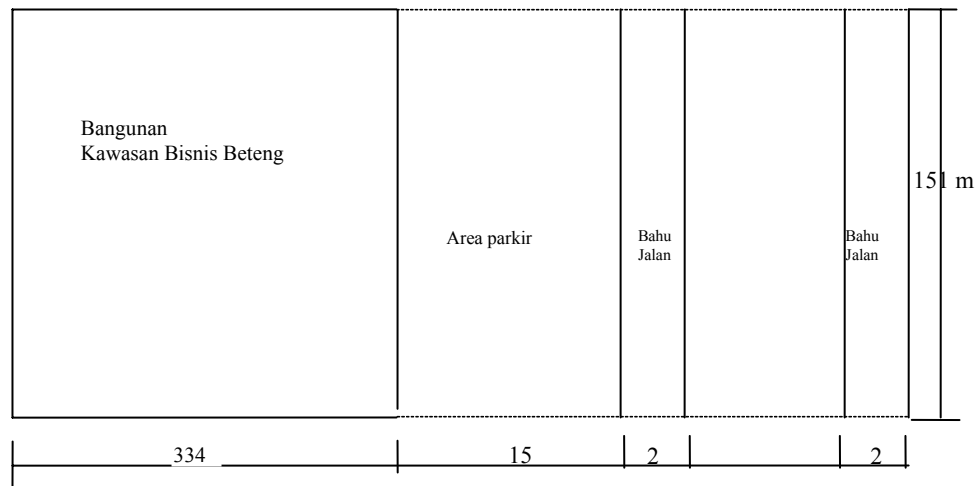 Bangunan
Kawasan Bisnis Beteng
151 m
Area parkir
Bahu
Jalan
Bahu
Jalan
334
15
2
2